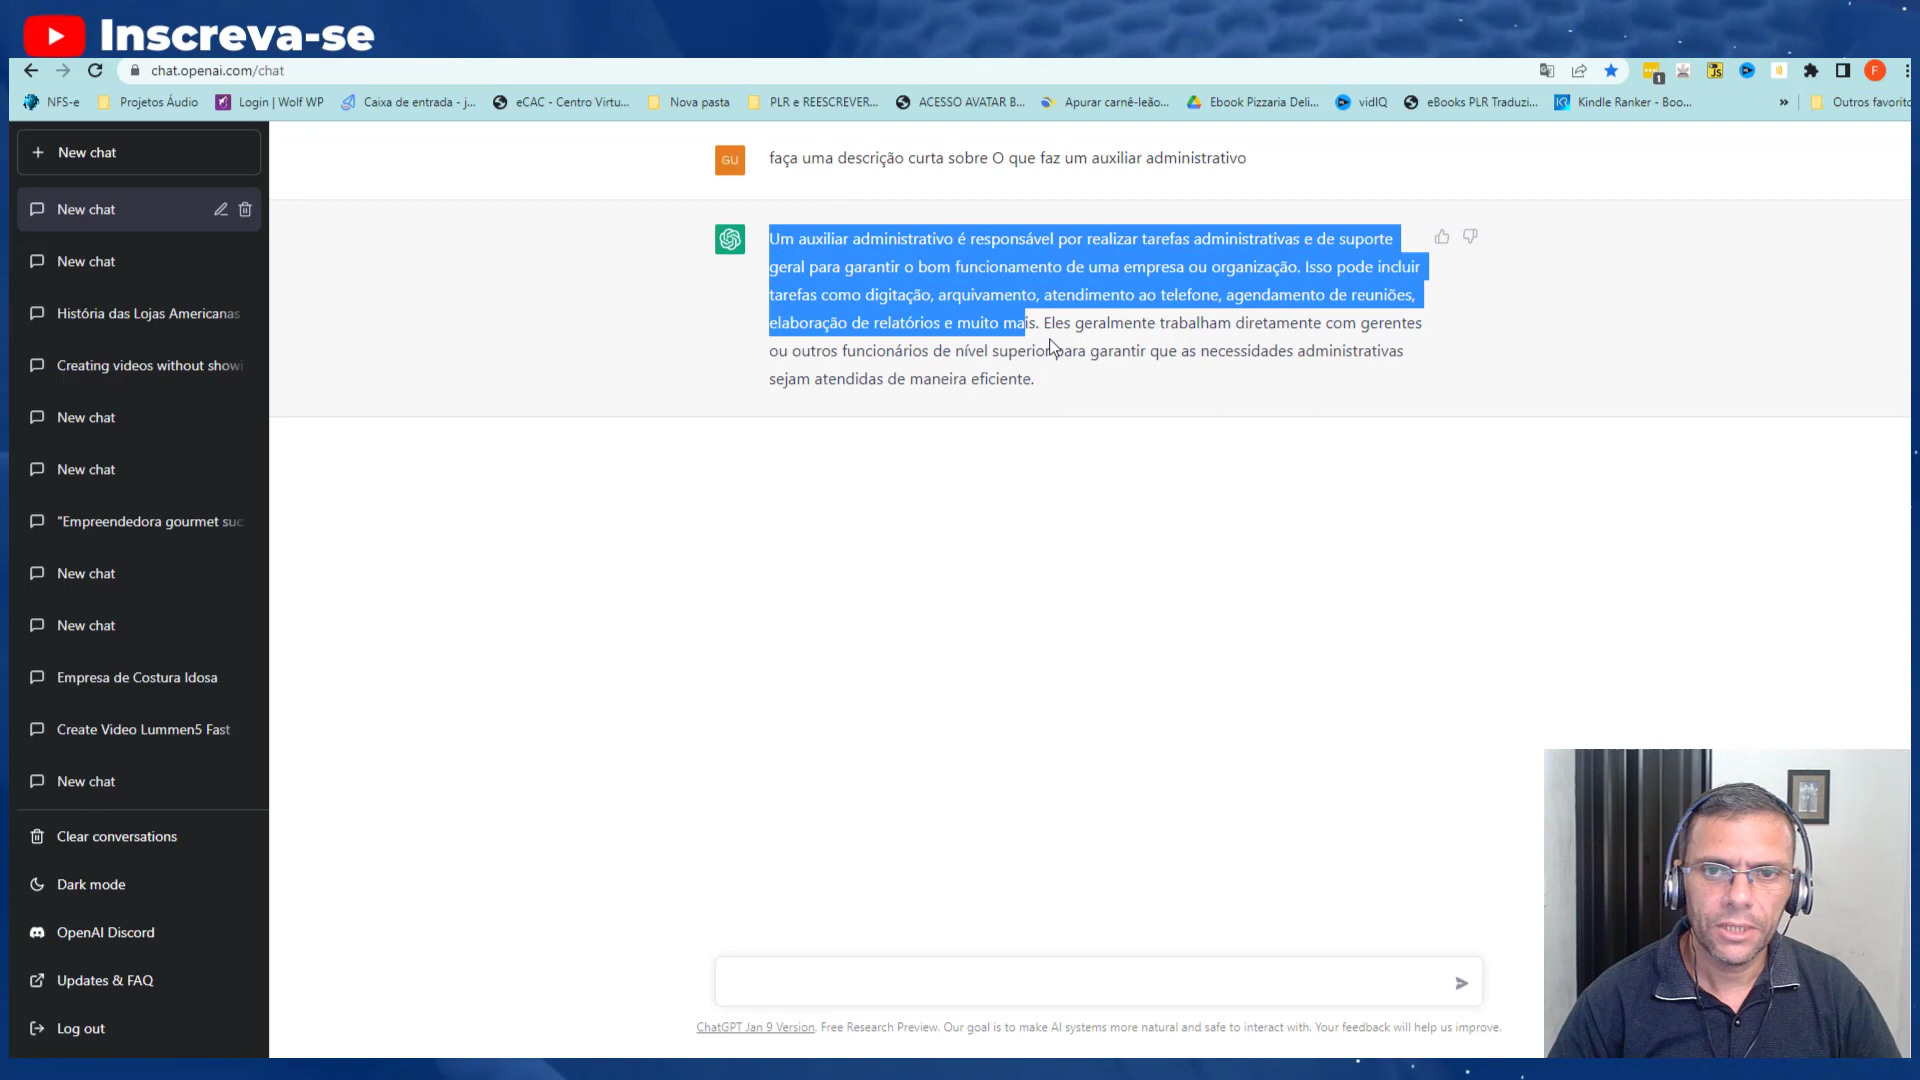 Inscreva-se
chat.openai.com/chat
1
JS
F
NFS-e
Projetos Áudio
Login | Wolf WP
Caixa de entrada - j...
eCAC - Centro Virtu...
Nova pasta
PLR e REESCREVER...
ACESSO AVATAR B...
Apurar carnê-leão...
Ebook Pizzaria Deli...
vidIQ
eBooks PLR Traduzi...
KR
Kindle Ranker - Boo...
»
Outros favorito
+ New chat
New chat
New chat
História das Lojas Americanas
Creating videos without showi
New chat
New chat
"Empreendedora gourmet suc
New chat
New chat
Empresa de Costura Idosa
Create Video Lummen5 Fast
New chat
Clear conversations
Dark mode
OpenAI Discord
Updates & FAQ
Log out
GU
faça uma descrição curta sobre O que faz um auxiliar administrativo
Um auxiliar administrativo é responsável por realizar tarefas administrativas e de suporte
geral para garantir o bom funcionamento de uma empresa ou organização. Isso pode incluir
tarefas como digitação, arquivamento, atendimento ao telefone, agendamento de reuniões,
elaboração de relatórios e muito mais. Eles geralmente trabalham diretamente com gerentes
ou outros funcionários de nível superior para garantir que as necessidades administrativas
sejam atendidas de maneira eficiente.
ChatGPT Jan 9 Version. Free Research Preview. Our goal is to make AI systems more natural and safe to interact with. Your feedback will help us improve.